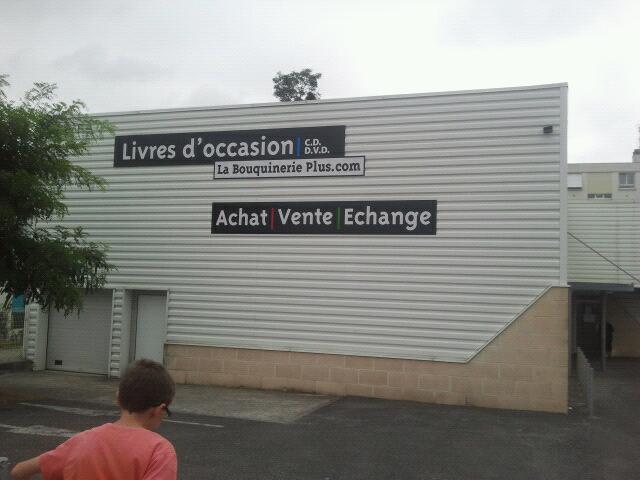 Livres d'occasion C.D.
D.V.D.
La Bouquinerie Plus.com
Achat Vente Echange